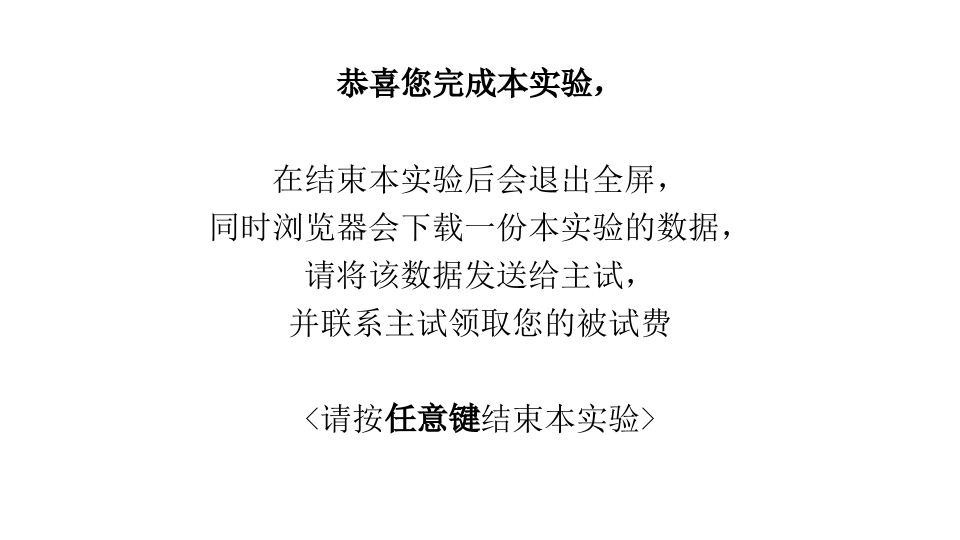 恭喜您完成本实验，
在结束本实验后会退出全屏，
同时浏览器会下载一份本实验的数据，
请将该数据发送给主试，
并联系主试领取您的被试费
<请按任意键结束本实验>